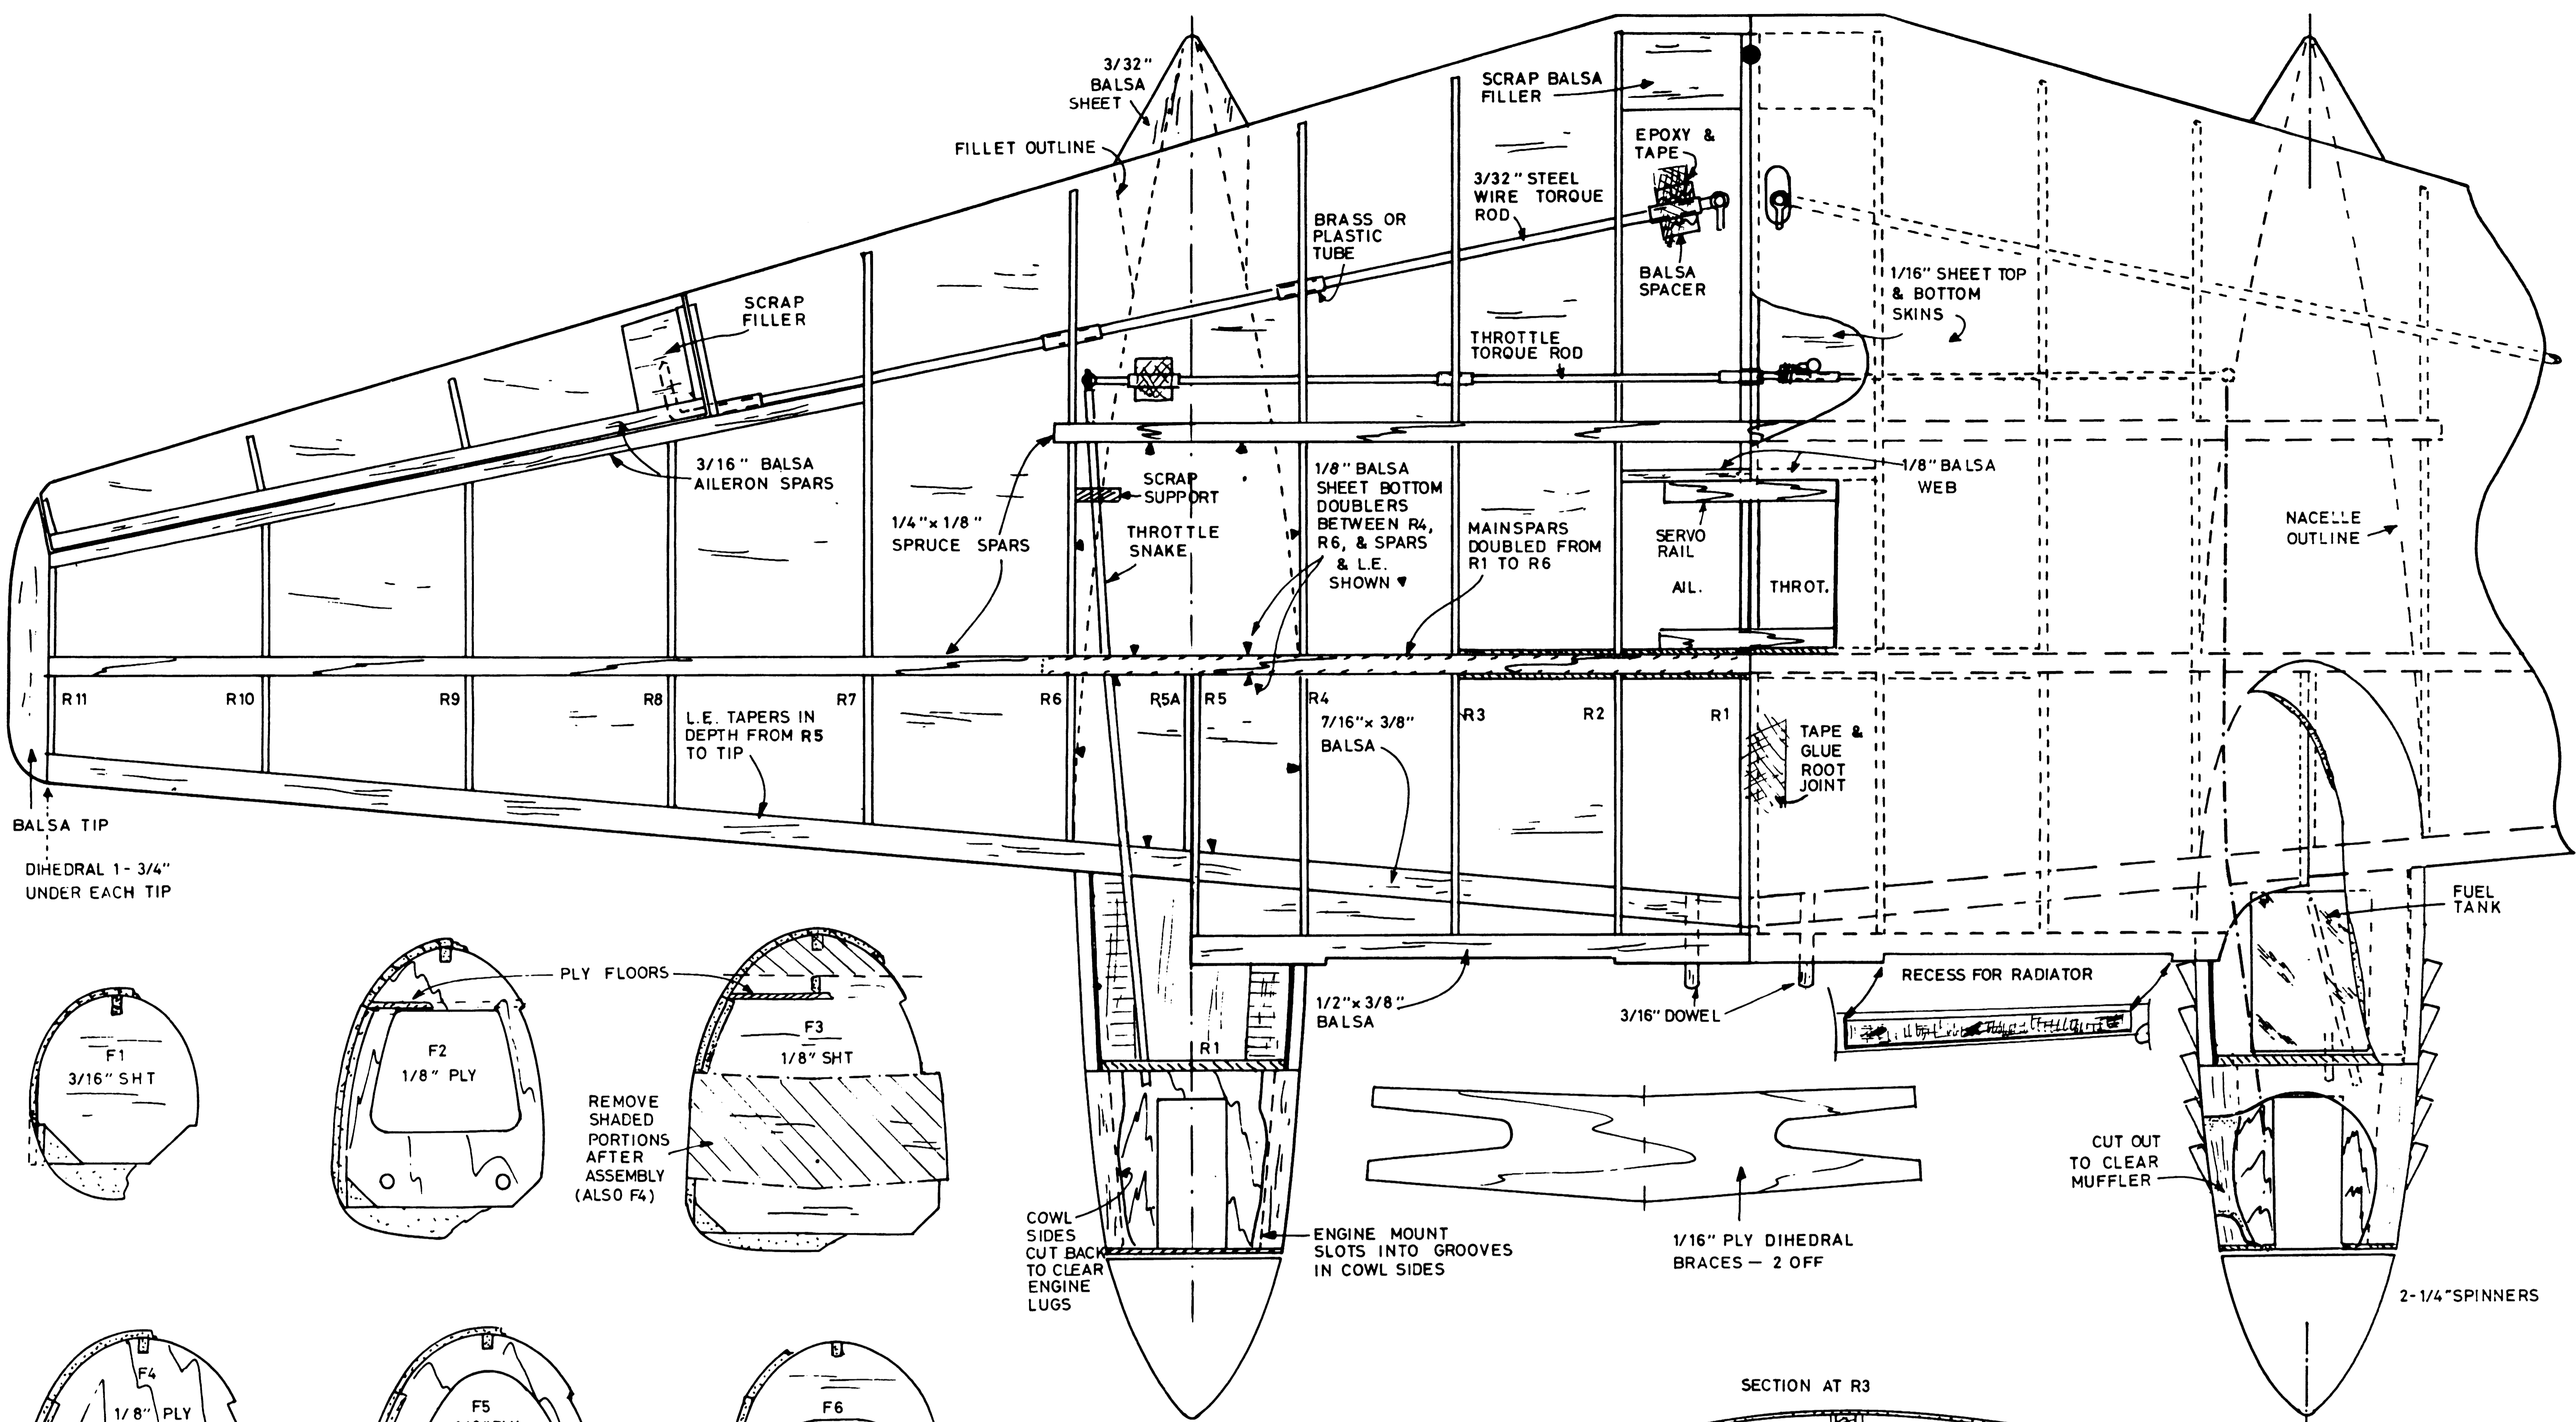 3/32"
BALSA
SHEET
FILLET OUTLINE
SCRAP BALSA
FILLER
EPOXY &
TAPE
3/32" STEEL
WIRE TORQUE
ROD
BRASS OR
PLASTIC
TUBE
BALSA
SPACER
1/16" SHEET TOP
& BOTTOM
SKINS
SCRAP
FILLER
THROTTLE
TORQUE ROD
3/16" BALSA
AILERON SPARS
1/4" x 1/8"
SPRUCE SPARS
SCRAP
SUPPORT
THROTTLE
SNAKE
1/8" BALSA
SHEET BOTTOM
DOUBLERS
BETWEEN R4,
R6, & SPARS
& L.E.
SHOWN
MAINSPARS
DOUBLED FROM
R1 TO R6
SERVO
RAIL
AIL.
THROT.
1/8" BALSA
WEB
NACELLE
OUTLINE
R11
R10
R9
R8
R7
R6
R5A
R5
R4
R3
R2
R1
L.E. TAPERS IN
DEPTH FROM R5
TO TIP
7/16" x 3/8"
BALSA
TAPE &
GLUE
ROOT
JOINT
BALSA TIP
DIHEDRAL 1-3/4"
UNDER EACH TIP
FUEL
TANK
PLY FLOORS
F1
3/16" SHT
F2
1/8" PLY
F3
1/8" SHT
REMOVE
SHADED
PORTIONS
AFTER
ASSEMBLY
(ALSO F4)
R1
1/2" x 3/8"
BALSA
3/16" DOWEL
RECESS FOR RADIATOR
COWL
SIDES
CUT BACK
TO CLEAR
ENGINE
LUGS
ENGINE MOUNT
SLOTS INTO GROOVES
IN COWL SIDES
1/16" PLY DIHEDRAL
BRACES — 2 OFF
CUT OUT
TO CLEAR
MUFFLER
2-1/4" SPINNERS
F4
1/8" PLY
F5
F6
SECTION AT R3